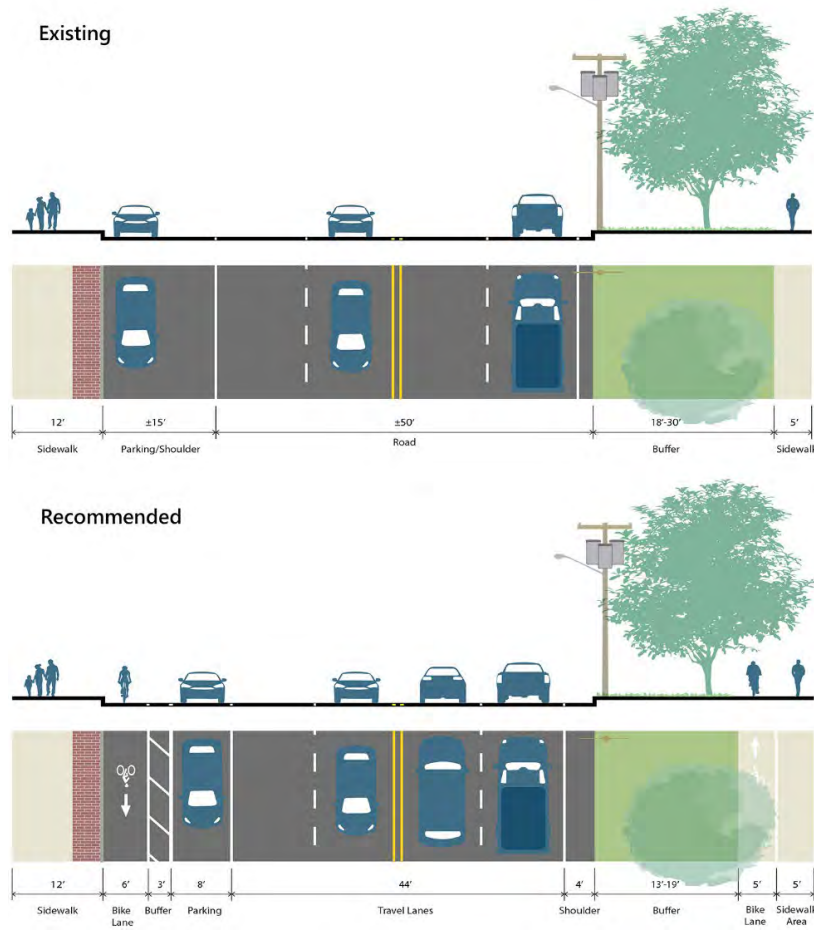 Existing
12' ±15' ±50' 18'-30' 5'
Sidewalk Parking/Shoulder Road Buffer Sidewalk
Recommended
12' 6' 3' 8' 44' 4' 13'-19' 5' 5'
Sidewalk Bike Lane Buffer Parking Travel Lanes Shoulder Buffer Bike Lane Sidewalk Area